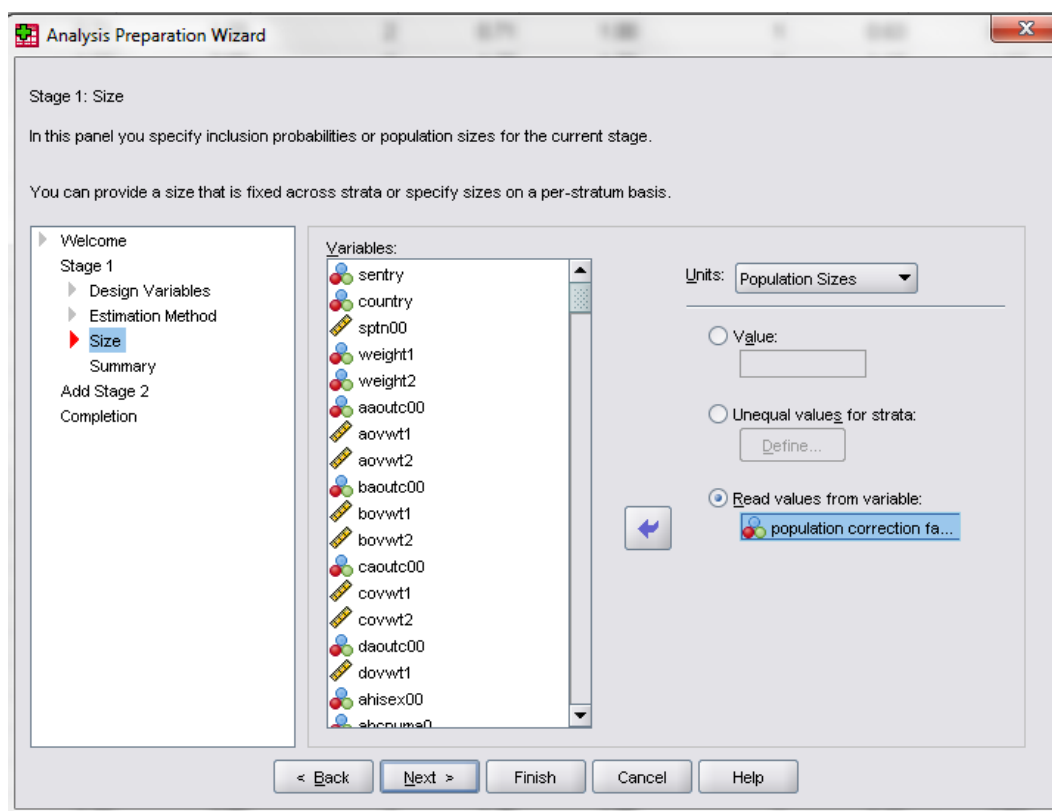 Analysis Preparation Wizard
Stage 1: Size
In this panel you specify inclusion probabilities or population sizes for the current stage.
You can provide a size that is fixed across strata or specify sizes on a per-stratum basis.
Welcome
Stage 1
Design Variables
Estimation Method
Size
Summary
Add Stage 2
Completion
Variables:
sentry
country
sptn00
weight1
weight2
aaoutc00
aovwt1
aovwt2
baoutc00
bovwt1
bovwt2
caoutc00
covwt1
covwt2
daoutc00
dovwt1
ahisex00
Units: Population Sizes
Value:
Unequal values for strata:
Define...
Read values from variable:
population correction fa...
< Back Next > Finish Cancel Help